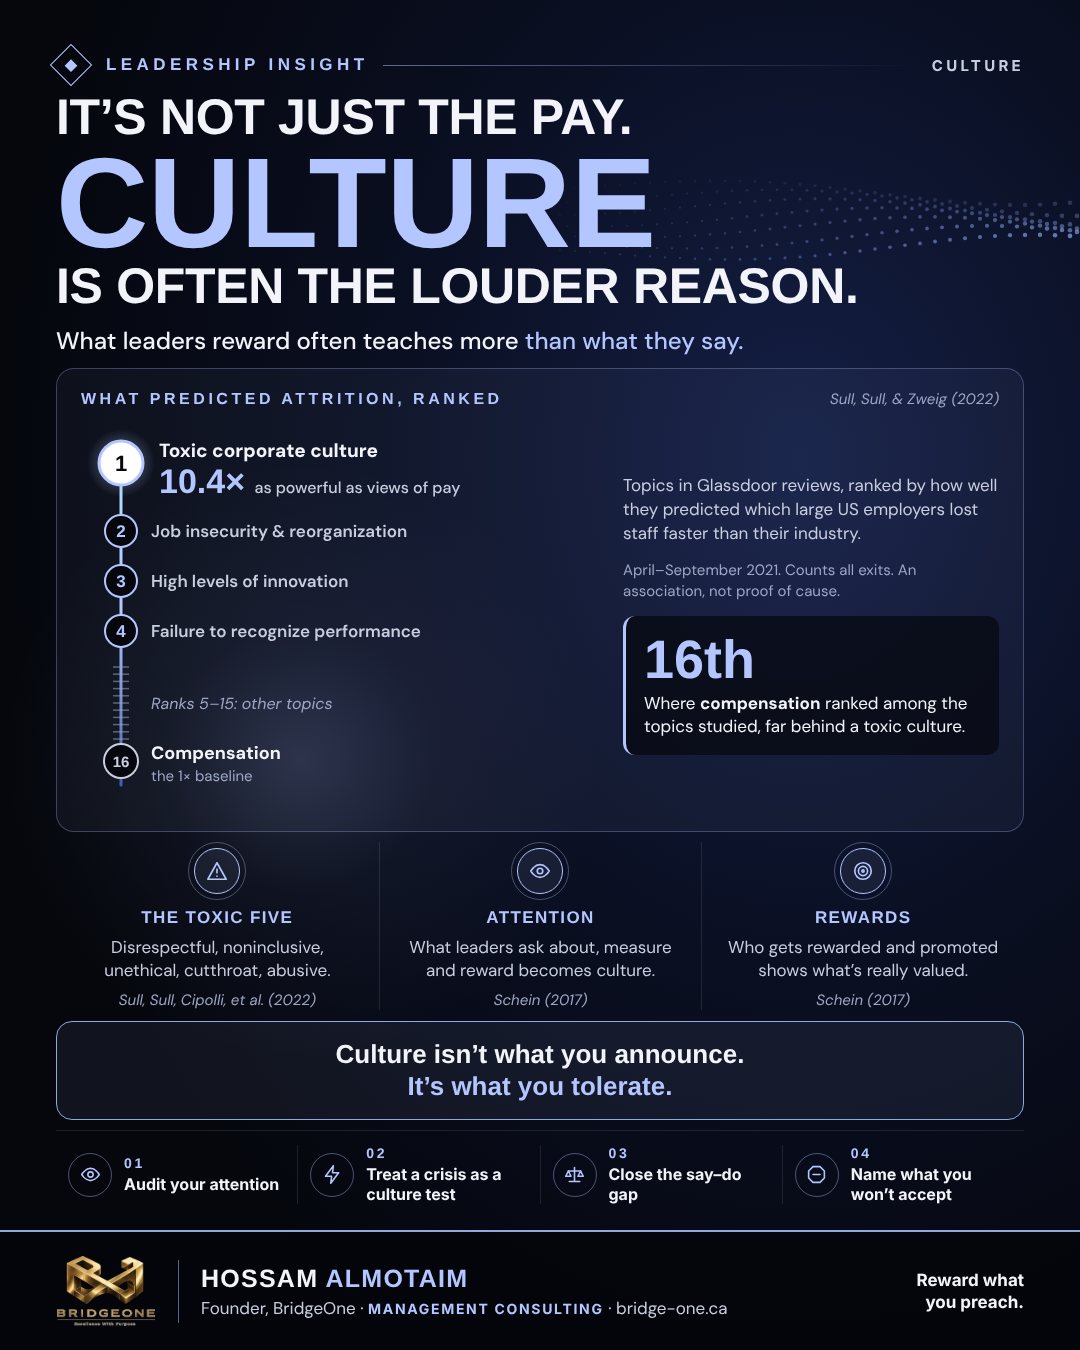 LEADERSHIP INSIGHT
CULTURE
IT’S NOT JUST THE PAY.
CULTURE
IS OFTEN THE LOUDER REASON.
What leaders reward often teaches more than what they say.
WHAT PREDICTED ATTRITION, RANKED
Sull, Sull, & Zweig (2022)
1
Toxic corporate culture
10.4× as powerful as views of pay
2 Job insecurity & reorganization
3 High levels of innovation
4 Failure to recognize performance
Ranks 5–15: other topics
16 Compensation
the 1× baseline
Topics in Glassdoor reviews, ranked by how well
they predicted which large US employers lost
staff faster than their industry.
April–September 2021. Counts all exits. An
association, not proof of cause.
16th
Where compensation ranked among the
topics studied, far behind a toxic culture.
THE TOXIC FIVE
Disrespectful, noninclusive,
unethical, cutthroat, abusive.
Sull, Sull, Cipolli, et al. (2022)
ATTENTION
What leaders ask about, measure
and reward becomes culture.
Schein (2017)
REWARDS
Who gets rewarded and promoted
shows what’s really valued.
Schein (2017)
Culture isn’t what you announce.
It’s what you tolerate.
01
Audit your attention
02
Treat a crisis as a
culture test
03
Close the say–do
gap
04
Name what you
won’t accept
BRIDGEONE
Excellence With Purpose
HOSSAM ALMOTAIM
Founder, BridgeOne · MANAGEMENT CONSULTING · bridge-one.ca
Reward what
you preach.